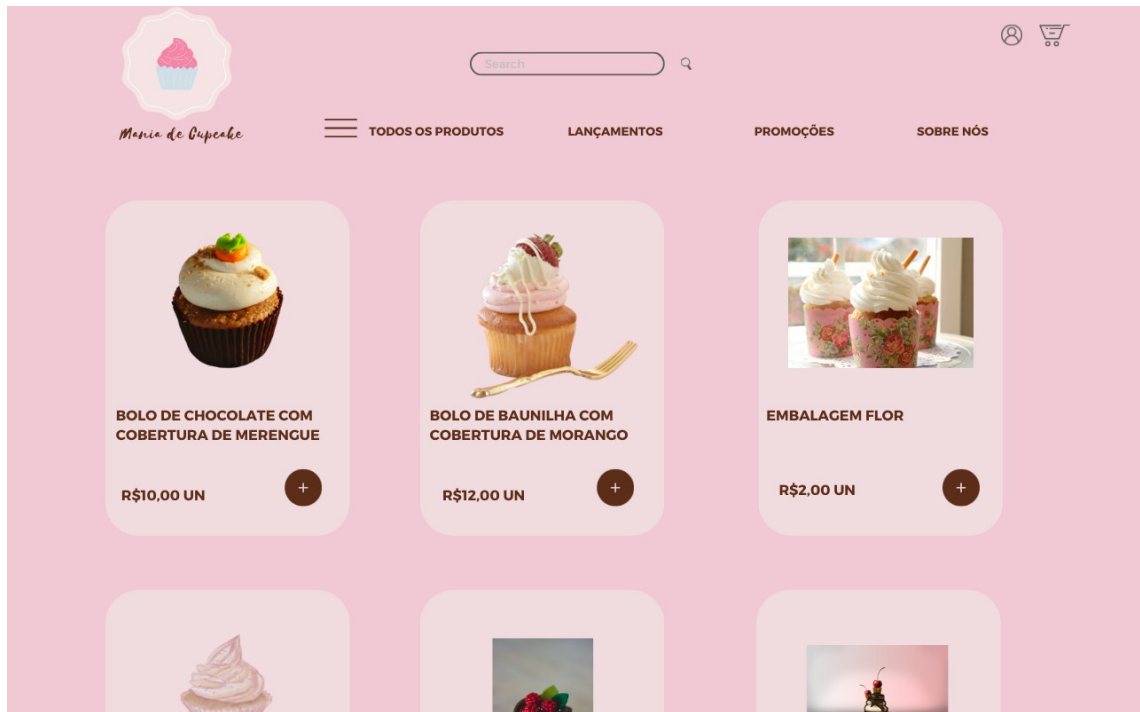 Search
Mania de Cupcake
TODOS OS PRODUTOS
LANÇAMENTOS
PROMOÇÕES
SOBRE NÓS
BOLO DE CHOCOLATE COM
COBERTURA DE MERENGUE
R$10,00 UN
+
BOLO DE BAUNILHA COM
COBERTURA DE MORANGO
R$12,00 UN
+
EMBALAGEM FLOR
R$2,00 UN
+